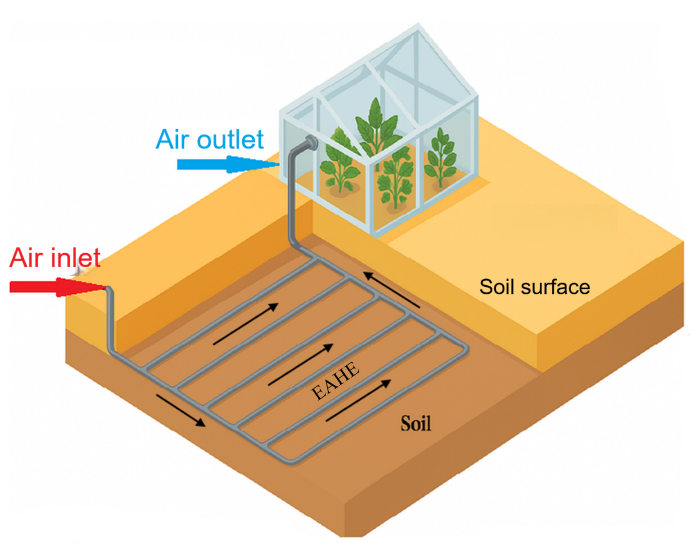 Air outlet
Air inlet
Soil surface
EAHE
Soil